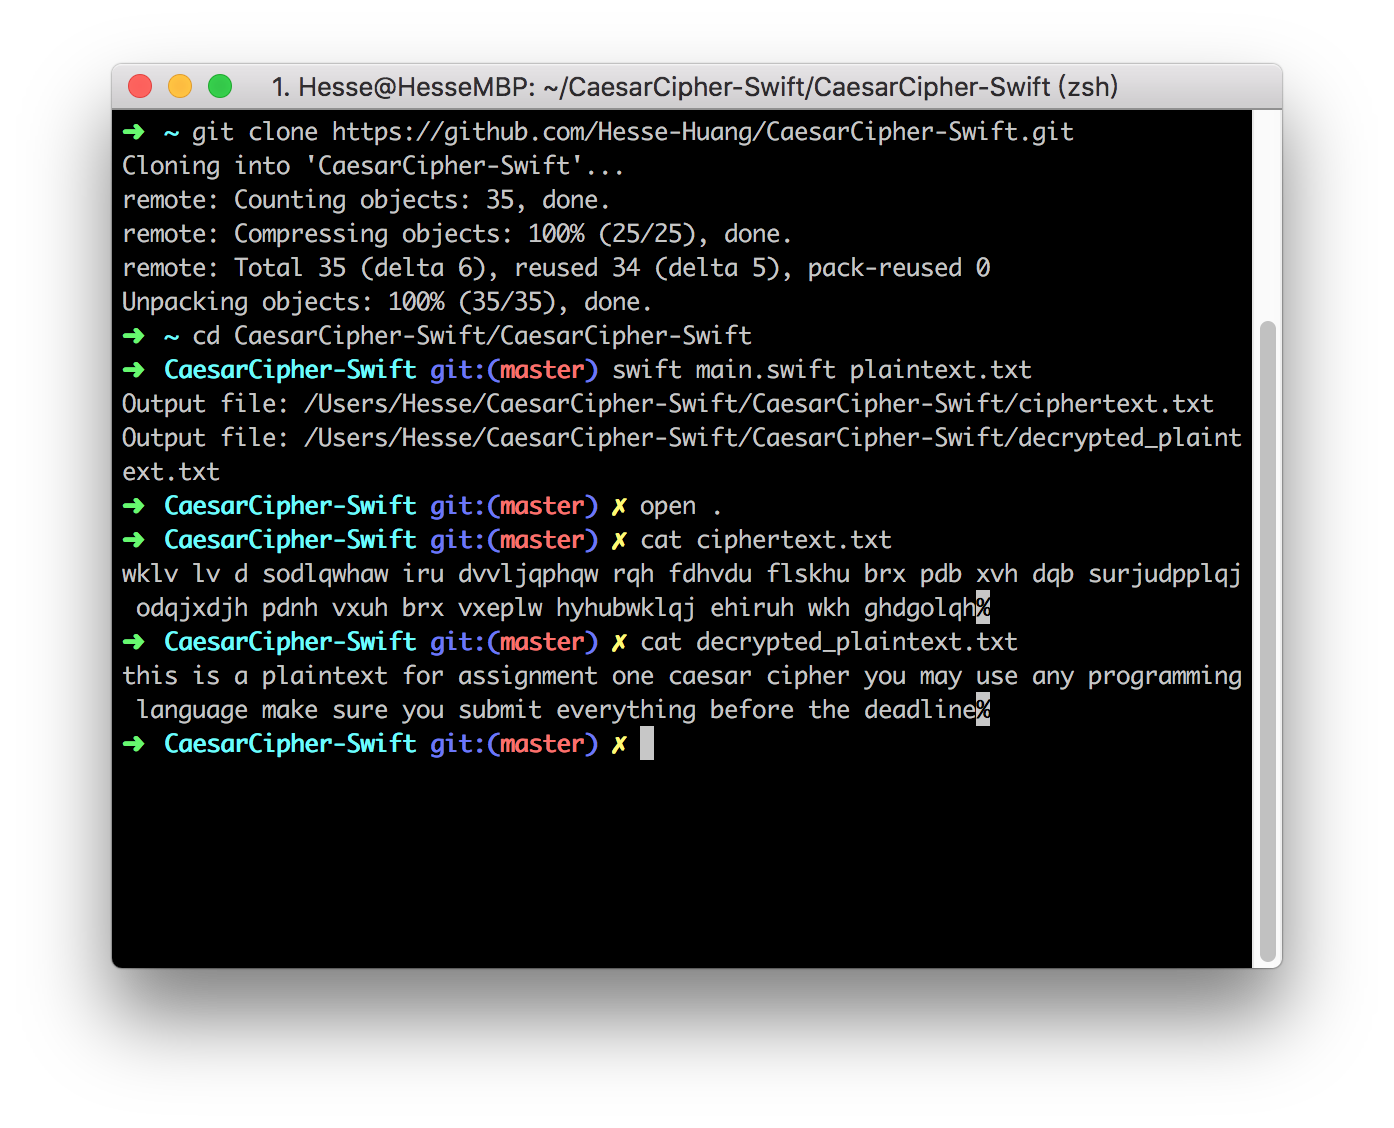 1. Hesse@HesseMBP: ~/CaesarCipher-Swift/CaesarCipher-Swift (zsh)
➜ ~ git clone https://github.com/Hesse-Huang/CaesarCipher-Swift.git
Cloning into 'CaesarCipher-Swift'...
remote: Counting objects: 35, done.
remote: Compressing objects: 100% (25/25), done.
remote: Total 35 (delta 6), reused 34 (delta 5), pack-reused 0
Unpacking objects: 100% (35/35), done.
➜ ~ cd CaesarCipher-Swift/CaesarCipher-Swift
➜ CaesarCipher-Swift git:(master) swift main.swift plaintext.txt
Output file: /Users/Hesse/CaesarCipher-Swift/CaesarCipher-Swift/ciphertext.txt
Output file: /Users/Hesse/CaesarCipher-Swift/CaesarCipher-Swift/decrypted_plaint
ext.txt
➜ CaesarCipher-Swift git:(master) ✗ open .
➜ CaesarCipher-Swift git:(master) ✗ cat ciphertext.txt
wklv lv d sodlqwhaw iru dvvljqphqw rqh fdhvdu flskhu brx pdb xvh dqb surjudpplqj
odqjxdjh pdnh vxuh brx vxeplw hyhubwklqj ehiruh wkh ghdgolqh%
➜ CaesarCipher-Swift git:(master) ✗ cat decrypted_plaintext.txt
this is a plaintext for assignment one caesar cipher you may use any programming
language make sure you submit everything before the deadline%
➜ CaesarCipher-Swift git:(master) ✗